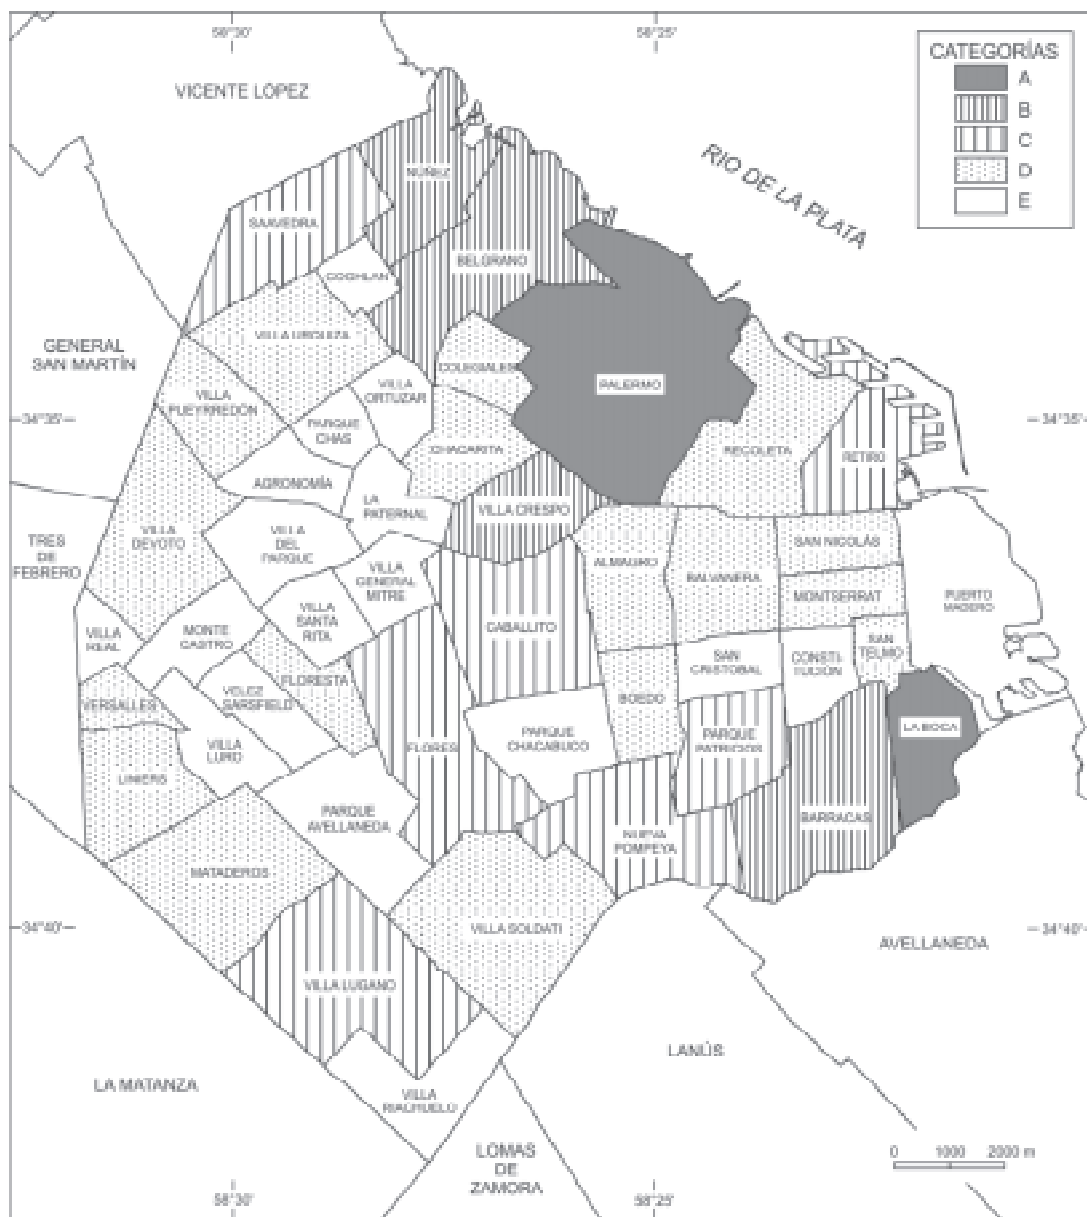 58°30'
58°25'
CATEGORÍAS
A
B
C
D
E
VICENTE LÓPEZ
RIO DE LA PLATA
NÚÑEZ
SAAVEDRA
BELGRANO
COGHLAN
VILLA URQUIZA
GENERAL
SAN MARTÍN
COLEGIALES
PALERMO
VILLA
ORTUZAR
VILLA
PUEYRREDÓN
34°35'
34°35'
PARQUE
CHAS
CHACARITA
RECOLETA
RETIRO
AGRONOMÍA
LA
PATERNAL
VILLA CRESPO
TRES
DE
FEBRERO
VILLA
DEVOTO
VILLA
DEL
PARQUE
VILLA
GENERAL
MITRE
ALMAGRO
BALVANERA
SAN NICOLÁS
MONTSERRAT
PUERTO
MADERO
VILLA
REAL
MONTE
CASTRO
VILLA
SANTA
RITA
CABALLITO
SAN
CRISTOBAL
CONSTI-
TUCIÓN
SAN
TELMO
VERSALLES
VELEZ
SARSFIELD
FLORESTA
BOEDO
LA BOCA
LINIERS
VILLA
LURO
FLORES
PARQUE
CHACABUCO
PARQUE
PATRICIOS
PARQUE
AVELLANEDA
NUEVA
POMPEYA
BARRACAS
MATADEROS
34°40'
VILLA SOLDATI
34°40'
AVELLANEDA
VILLA LUGANO
LANÚS
LA MATANZA
VILLA
RIACHUELO
LOMAS
DE
ZAMORA
0 1000 2000 m
58°30'
58°25'